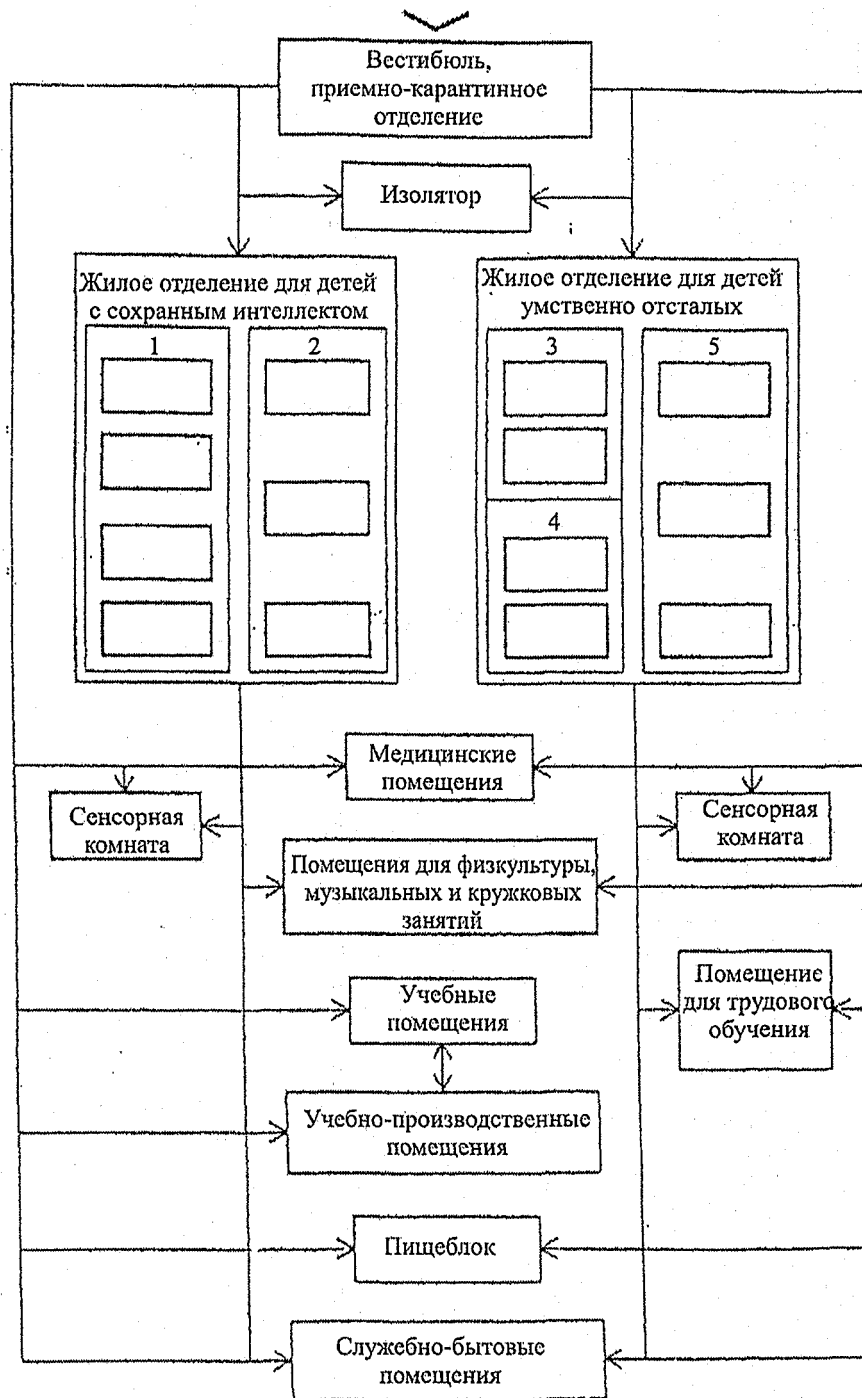 Вестибюль,
приемно-карантинное
отделение
Изолятор
Жилое отделение для детей
с сохранным интеллектом
1
2
Жилое отделение для детей
умственно отсталых
3
5
4
Медицинские
помещения
Сенсорная
комната
Сенсорная
комната
Помещения для физкультуры,
музыкальных и кружковых
занятий
Учебные
помещения
Помещение
для трудового
обучения
Учебно-производственные
помещения
Пищеблок
Служебно-бытовые
помещения